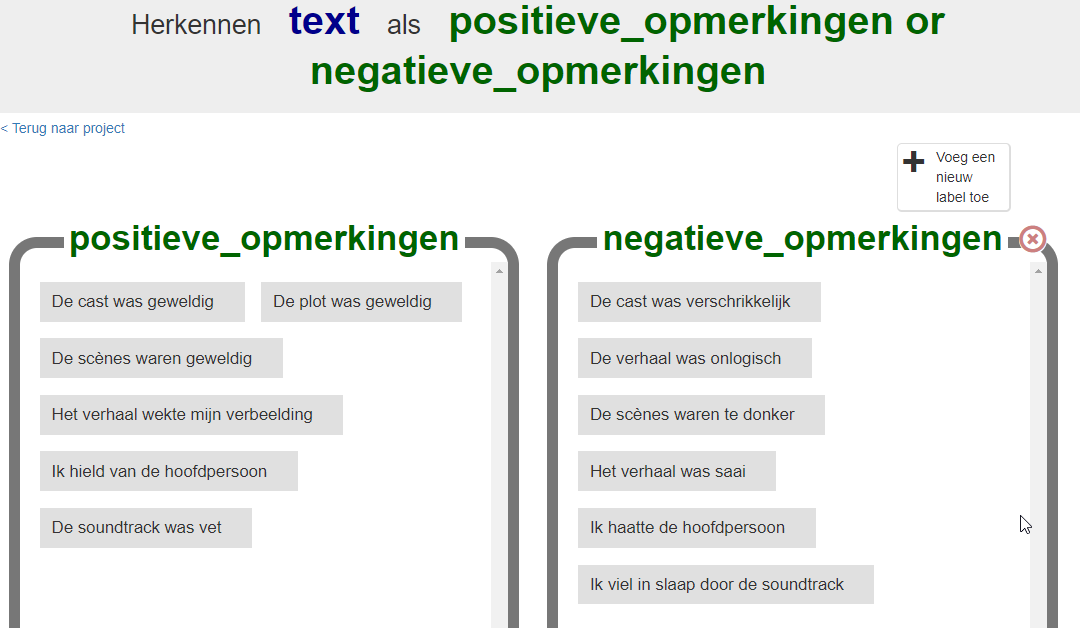 Herkennen text als positieve_opmerkingen or
negatieve_opmerkingen
< Terug naar project
Voeg een
nieuw
label toe
positieve_opmerkingen
De cast was geweldig
De plot was geweldig
De scènes waren geweldig
Het verhaal wekte mijn verbeelding
Ik hield van de hoofdpersoon
De soundtrack was vet
negatieve_opmerkingen
De cast was verschrikkelijk
De verhaal was onlogisch
De scènes waren te donker
Het verhaal was saai
Ik haatte de hoofdpersoon
Ik viel in slaap door de soundtrack